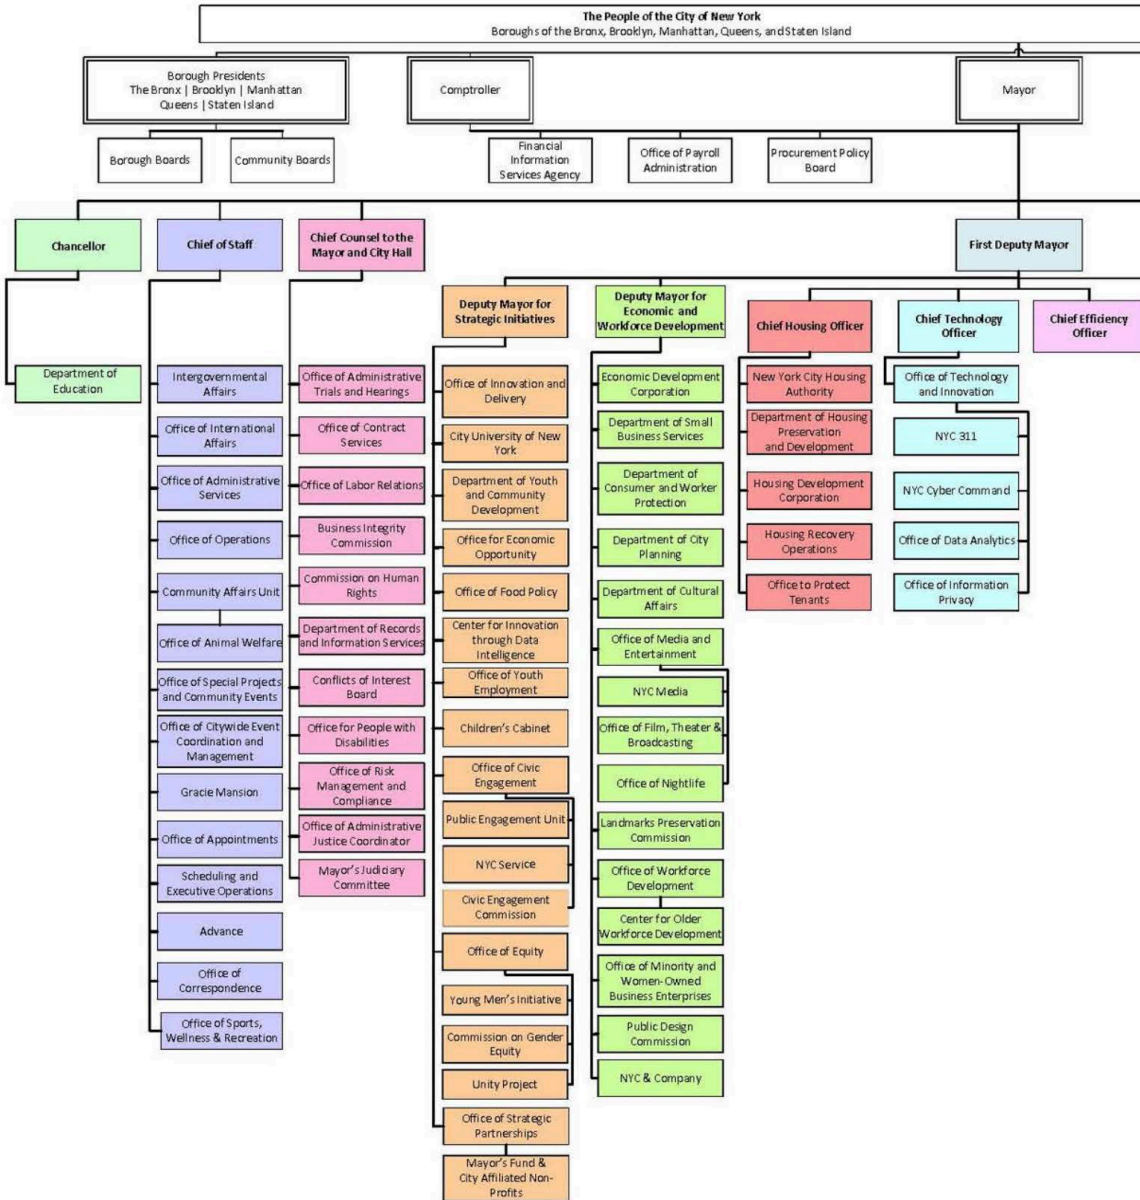 The People of the City of New York
Boroughs of the Bronx, Brooklyn, Manhattan, Queens, and Staten Island
Borough Presidents
The Bronx | Brooklyn | Manhattan
Queens | Staten Island
Comptroller
Mayor
Borough Boards
Community Boards
Financial
Information
Services Agency
Office of Payroll
Administration
Procurement Policy
Board
Chancellor
Chief of Staff
Chief Counsel to the
Mayor and City Hall
First Deputy Mayor
Deputy Mayor for
Strategic Initiatives
Deputy Mayor for
Economic and
Workforce Development
Chief Housing Officer
Chief Technology
Officer
Chief Efficiency
Officer
Department of
Education
Intergovernmental
Affairs
Office of International
Affairs
Office of Administrative
Services
Office of Operations
Community Affairs Unit
Office of Animal Welfare
Office of Special Projects
and Community Events
Office of Citywide Event
Coordination and
Management
Gracie Mansion
Office of Appointments
Scheduling and
Executive Operations
Advance
Office of
Correspondence
Office of Sports,
Wellness & Recreation
Office of Administrative
Trials and Hearings
Office of Contract
Services
Office of Labor Relations
Business Integrity
Commission
Commission on Human
Rights
Department of Records
and Information Services
Conflicts of Interest
Board
Office for People with
Disabilities
Office of Risk
Management and
Compliance
Office of Administrative
Justice Coordinator
Mayor's Judiciary
Committee
Office of Innovation and
Delivery
City University of New
York
Department of Youth
and Community
Development
Office for Economic
Opportunity
Office of Food Policy
Center for Innovation
through Data
Intelligence
Office of Youth
Employment
Children's Cabinet
Office of Civic
Engagement
Public Engagement Unit
NYC Service
Civic Engagement
Commission
Office of Equity
Young Men's Initiative
Commission on Gender
Equity
Unity Project
Office of Strategic
Partnerships
Mayor's Fund &
City Affiliated Non-
Profits
Economic Development
Corporation
Department of Small
Business Services
Department of
Consumer and Worker
Protection
Department of City
Planning
Department of Cultural
Affairs
Office of Media and
Entertainment
NYC Media
Office of Film, Theater &
Broadcasting
Office of Nightlife
Landmarks Preservation
Commission
Office of Workforce
Development
Center for Older
Workforce Development
Office of Minority and
Women-Owned
Business Enterprises
Public Design
Commission
NYC & Company
New York City Housing
Authority
Department of Housing
Preservation
and Development
Housing Development
Corporation
Housing Recovery
Operations
Office to Protect
Tenants
Office of Technology
and Innovation
NYC 311
NYC Cyber Command
Office of Data Analytics
Office of Information
Privacy